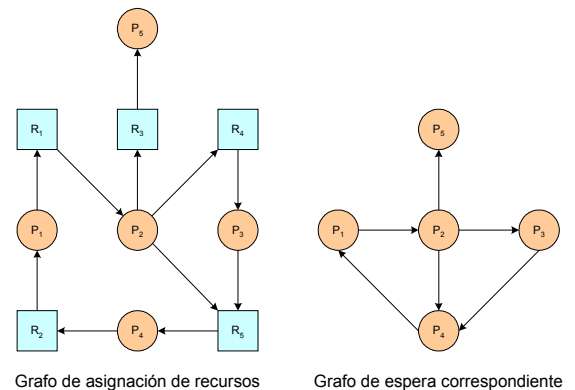 P5
R1
R3
R4
P1
P2
P3
R2
P4
R5
Grafo de asignación de recursos
P5
P1
P2
P3
P4
Grafo de espera correspondiente